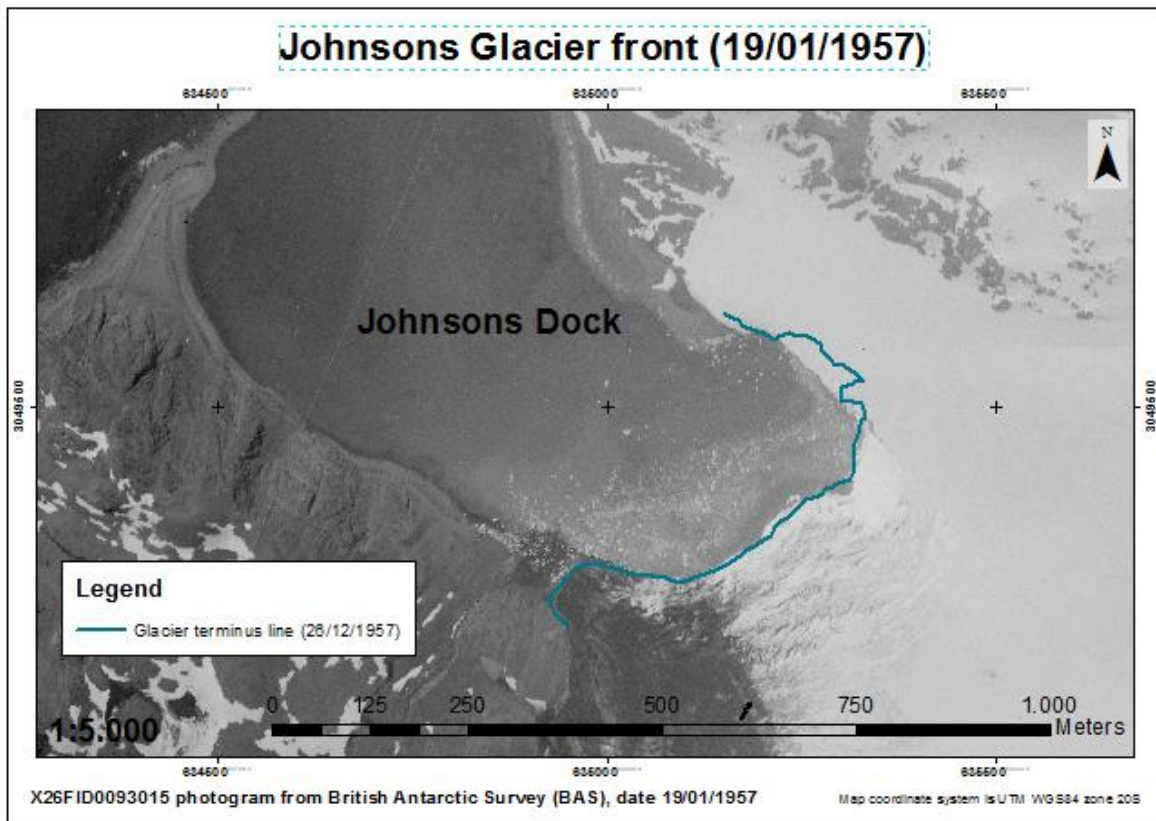 Johnsons Glacier front (19/01/1957)
634500 635000 635500
N
Johnsons Dock
3049500 3049500
Legend
Glacier terminus line (26/12/1957)
0 125 250 500 750 1.000
1:5.000 Meters
634500 635000 635500
X26FID0093015 photogram from British Antarctic Survey (BAS), date 19/01/1957
Map coordinate system is UTM WGS84 zone 20S